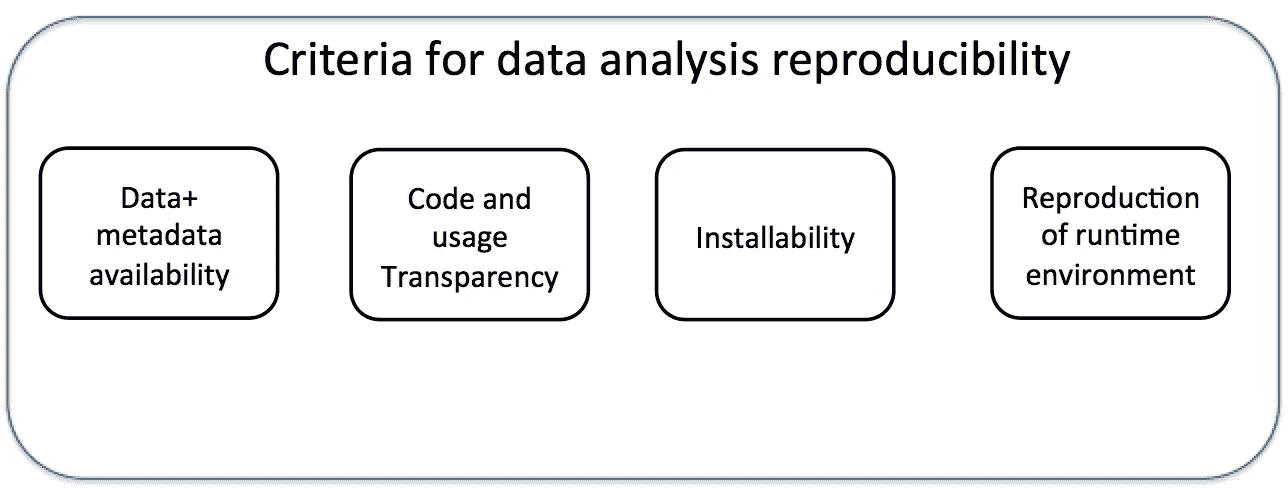 Criteria for data analysis reproducibility
Data+
metadata
availability
Code and
usage
Transparency
Installability
Reproduction
of runtime
environment